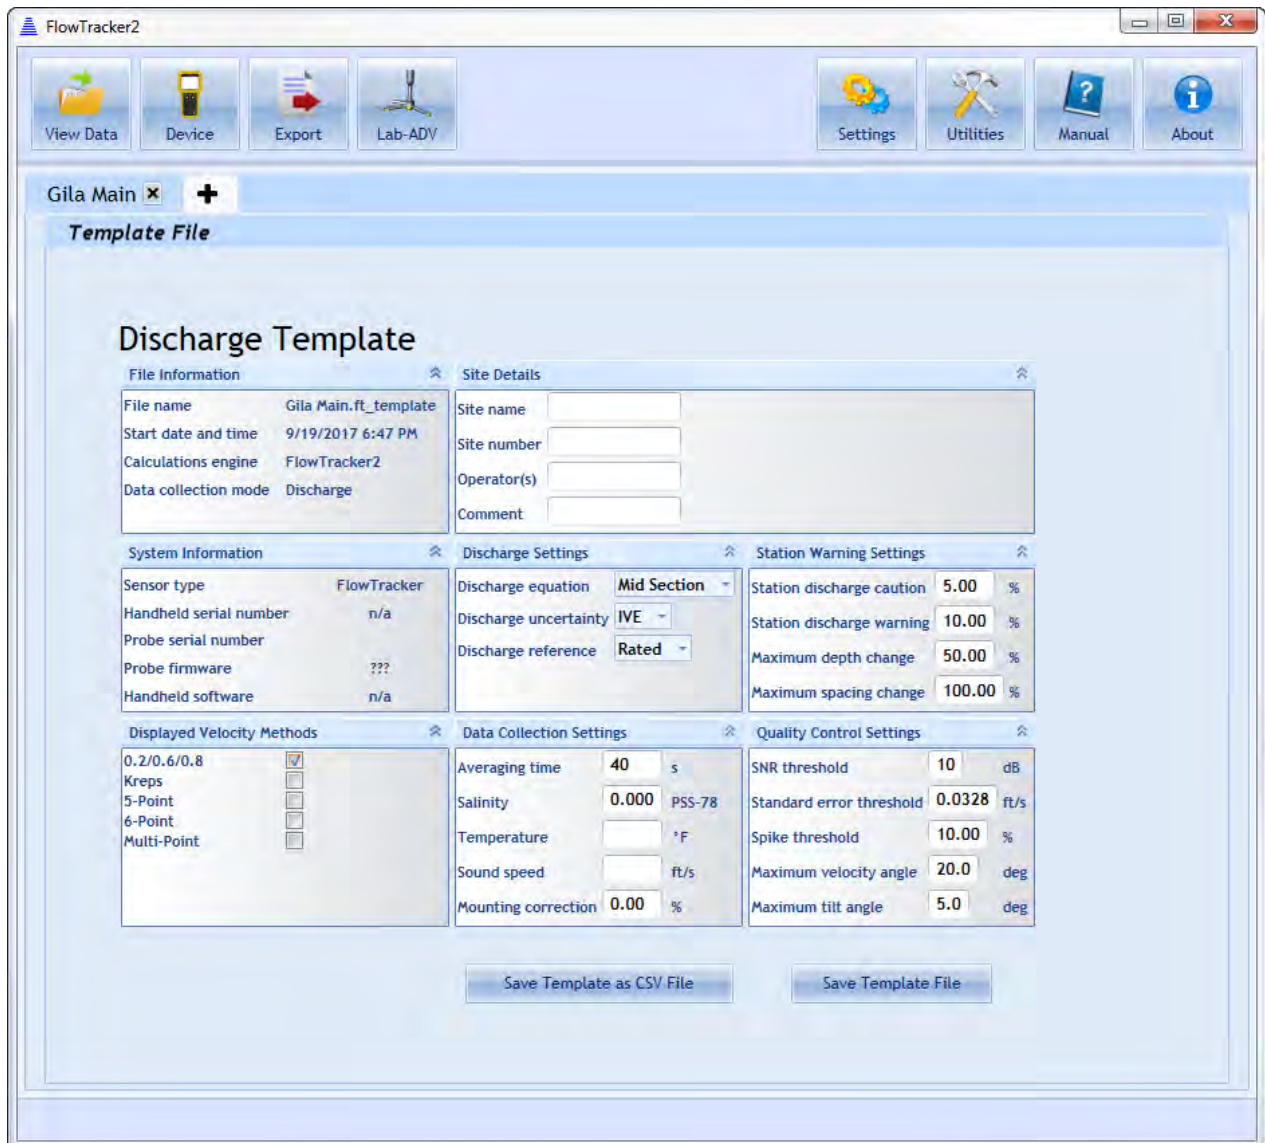 FlowTracker2
View Data
Device
Export
Lab-ADV
Settings
Utilities
Manual
About
Gila Main
Template File
Discharge Template
File Information
File name Gila Main.ft_template
Start date and time 9/19/2017 6:47 PM
Calculations engine FlowTracker2
Data collection mode Discharge
Site Details
Site name
Site number
Operator(s)
Comment
System Information
Sensor type FlowTracker
Handheld serial number n/a
Probe serial number
Probe firmware ???
Handheld software n/a
Discharge Settings
Discharge equation Mid Section
Discharge uncertainty IVE
Discharge reference Rated
Station Warning Settings
Station discharge caution 5.00 %
Station discharge warning 10.00 %
Maximum depth change 50.00 %
Maximum spacing change 100.00 %
Displayed Velocity Methods
0.2/0.6/0.8
Kreps
5-Point
6-Point
Multi-Point
Data Collection Settings
Averaging time 40 s
Salinity 0.000 PSS-78
Temperature °F
Sound speed ft/s
Mounting correction 0.00 %
Quality Control Settings
SNR threshold 10 dB
Standard error threshold 0.0328 ft/s
Spike threshold 10.00 %
Maximum velocity angle 20.0 deg
Maximum tilt angle 5.0 deg
Save Template as CSV File
Save Template File